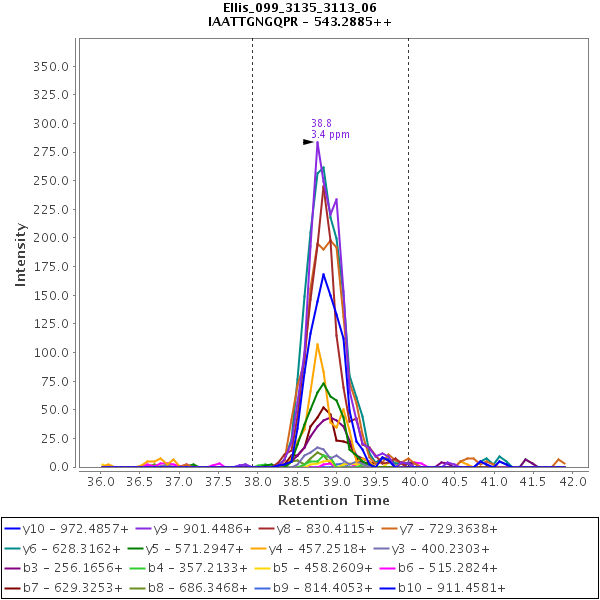 Ellis_099_3135_3113_06
IAATTGNGQPR - 543.2885++
38.8
3.4 ppm
Intensity
350.0
325.0
300.0
275.0
250.0
225.0
200.0
175.0
150.0
125.0
100.0
75.0
50.0
25.0
0.0
36.0 36.5 37.0 37.5 38.0 38.5 39.0 39.5 40.0 40.5 41.0 41.5 42.0
Retention Time
y10 - 972.4857+ y9 - 901.4486+ y8 - 830.4115+ y7 - 729.3638+
y6 - 628.3162+ y5 - 571.2947+ y4 - 457.2518+ y3 - 400.2303+
b3 - 256.1656+ b4 - 357.2133+ b5 - 458.2609+ b6 - 515.2824+
b7 - 629.3253+ b8 - 686.3468+ b9 - 814.4053+ b10 - 911.4581+